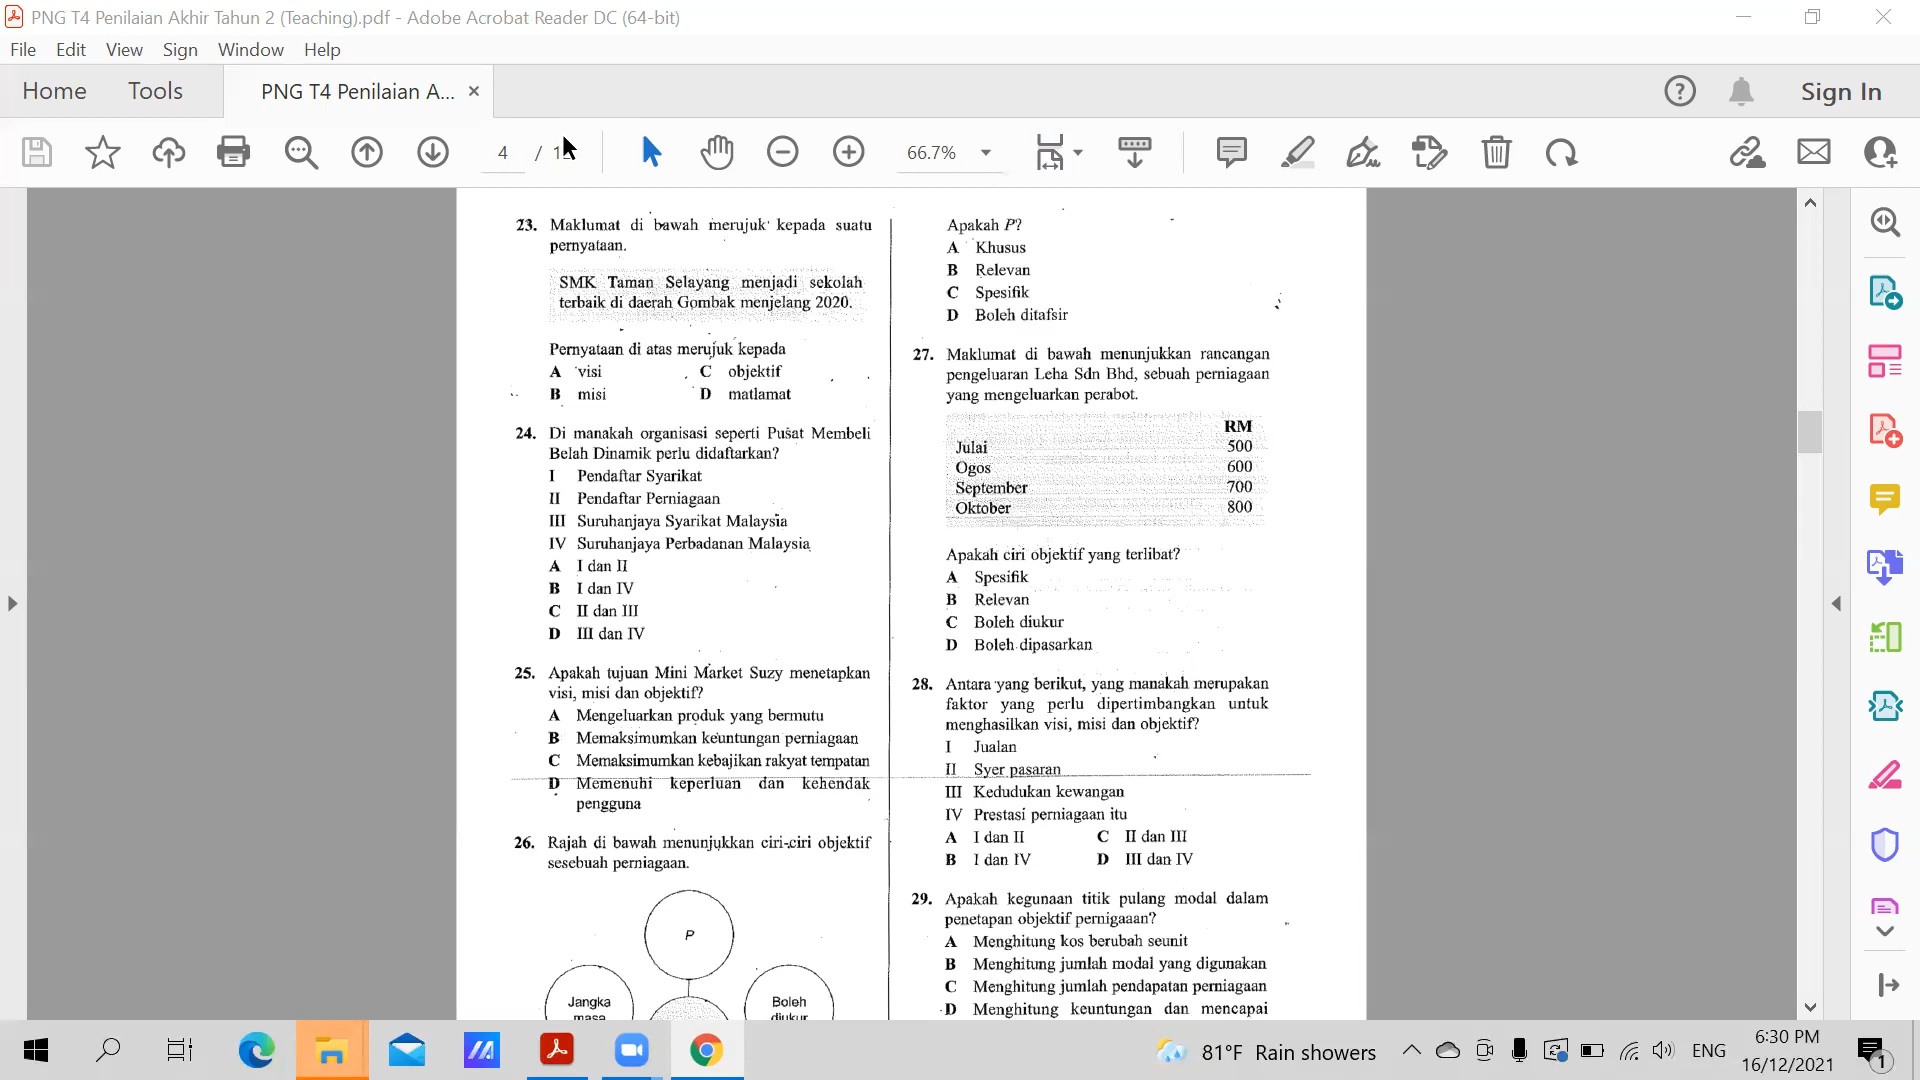 PNG T4 Penilaian Akhir Tahun 2 (Teaching).pdf - Adobe Acrobat Reader DC (64-bit)
File Edit View Sign Window Help
Home Tools PNG T4 Penilaian A... × Sign In
4 / 66.7%
23. Maklumat di bawah merujuk kepada suatu
pernyataan.
SMK Taman Selayang menjadi sekolah
terbaik di daerah Gombak menjelang 2020.
Pernyataan di atas merujuk kepada
A visi C objektif
B misi D matlamat
24. Di manakah organisasi seperti Pusat Membeli
Belah Dinamik perlu didaftarkan?
I Pendaftar Syarikat
II Pendaftar Perniagaan
III Suruhanjaya Syarikat Malaysia
IV Suruhanjaya Perbadanan Malaysia
A I dan II
B I dan IV
C II dan III
D III dan IV
25. Apakah tujuan Mini Market Suzy menetapkan
visi, misi dan objektif?
A Mengeluarkan produk yang bermutu
B Memaksimumkan keuntungan perniagaan
C Memaksimumkan kebajikan rakyat tempatan
D Memenuhi keperluan dan kehendak
pengguna
26. Rajah di bawah menunjukkan ciri-ciri objektif
sesebuah perniagaan.
P
Jangka
masa
Boleh
diukur
Apakah P?
A Khusus
B Relevan
C Spesifik
D Boleh ditafsir
27. Maklumat di bawah menunjukkan rancangan
pengeluaran Leha Sdn Bhd, sebuah perniagaan
yang mengeluarkan perabot.
RM
Julai 500
Ogos 600
September 700
Oktober 800
Apakah ciri objektif yang terlibat?
A Spesifik
B Relevan
C Boleh diukur
D Boleh dipasarkan
28. Antara yang berikut, yang manakah merupakan
faktor yang perlu dipertimbangkan untuk
menghasilkan visi, misi dan objektif?
I Jualan
II Syer pasaran
III Kedudukan kewangan
IV Prestasi perniagaan itu
A I dan II C II dan III
B I dan IV D III dan IV
29. Apakah kegunaan titik pulang modal dalam
penetapan objektif pernigaaan?
A Menghitung kos berubah seunit
B Menghitung jumlah modal yang digunakan
C Menghitung jumlah pendapatan perniagaan
D Menghitung keuntungan dan mencapai
81°F Rain showers ENG 6:30 PM
16/12/2021 1